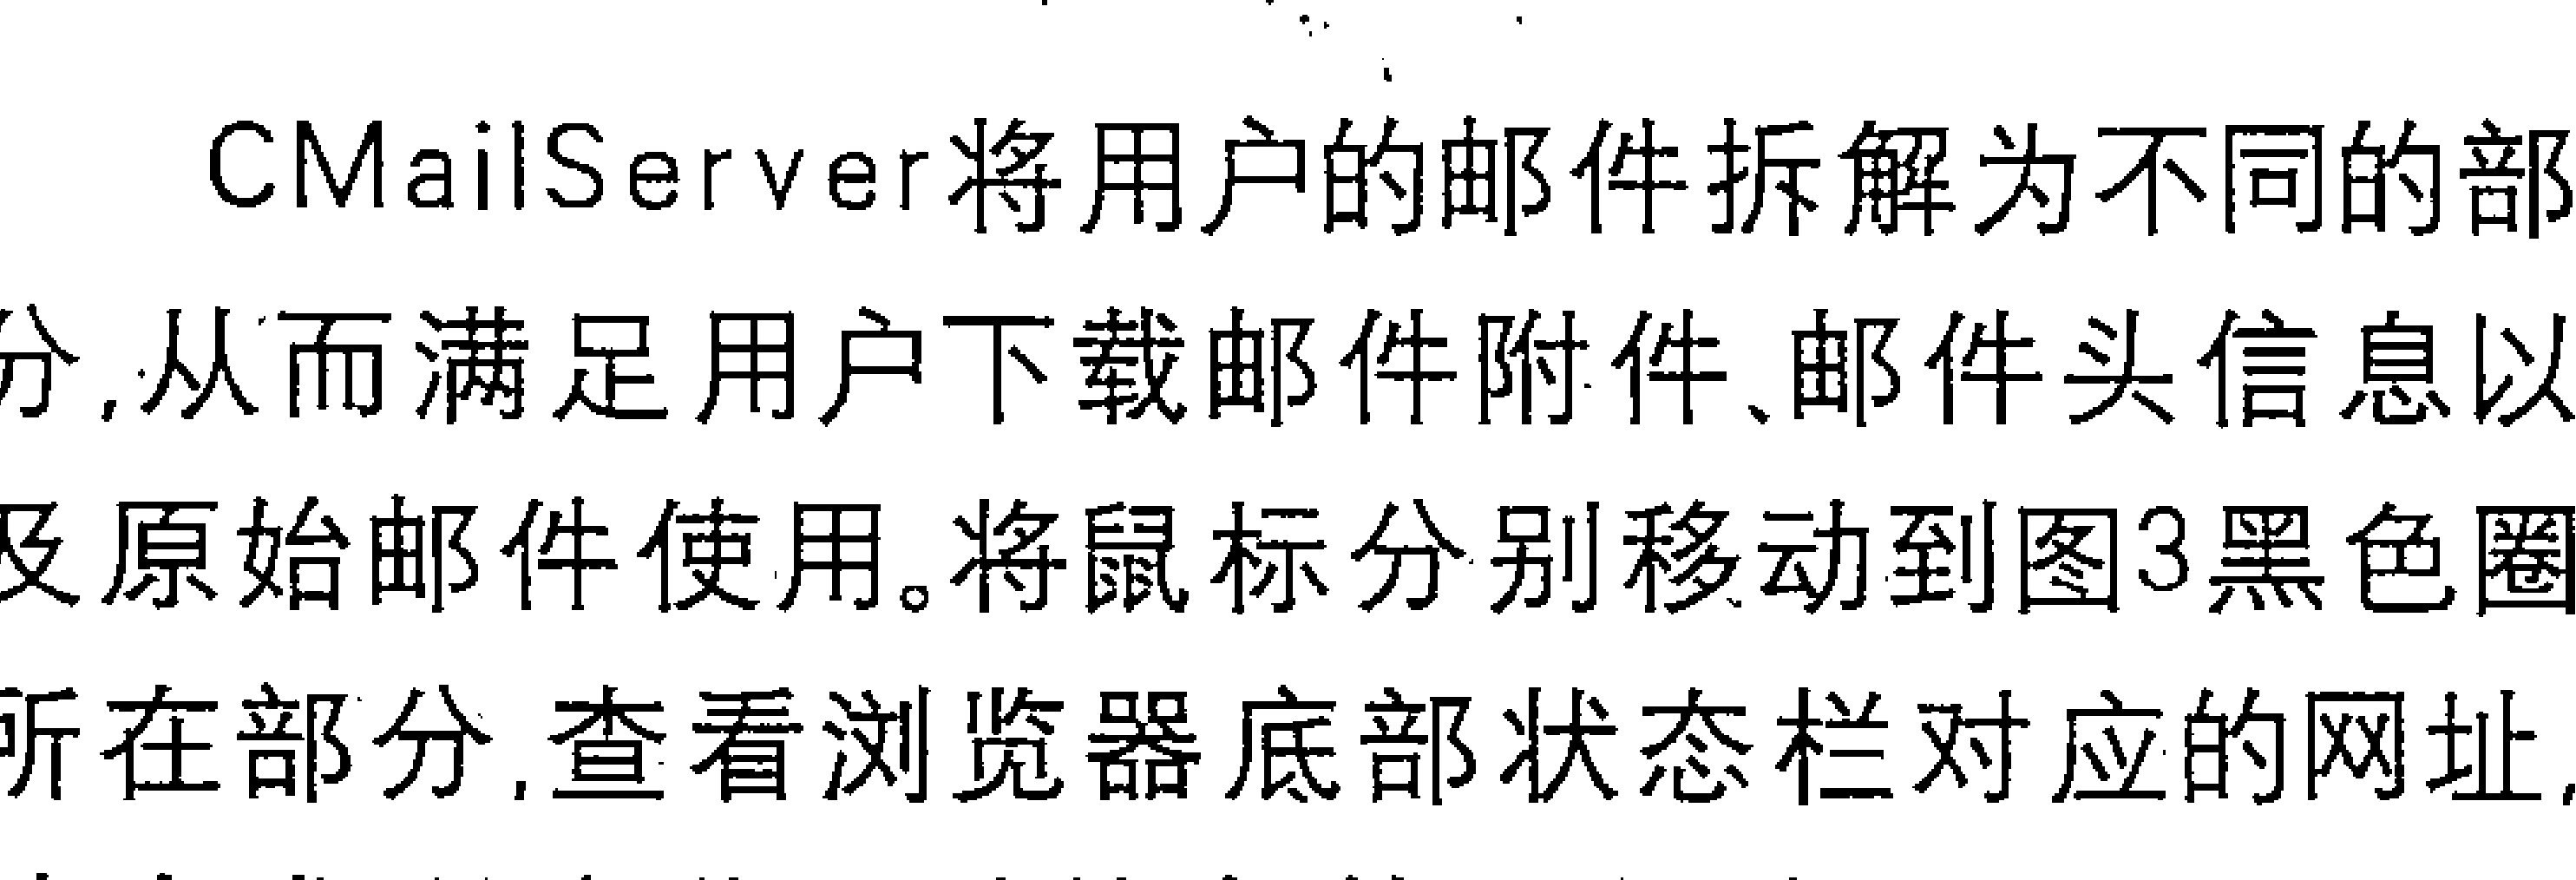 CMailServer将用户的邮件拆解为不同的部
分,从而满足用户下载邮件附件、邮件头信息以
及原始邮件使用。将鼠标分别移动到图3黑色圈
所在部分,查看浏览器底部状态栏对应的网址,